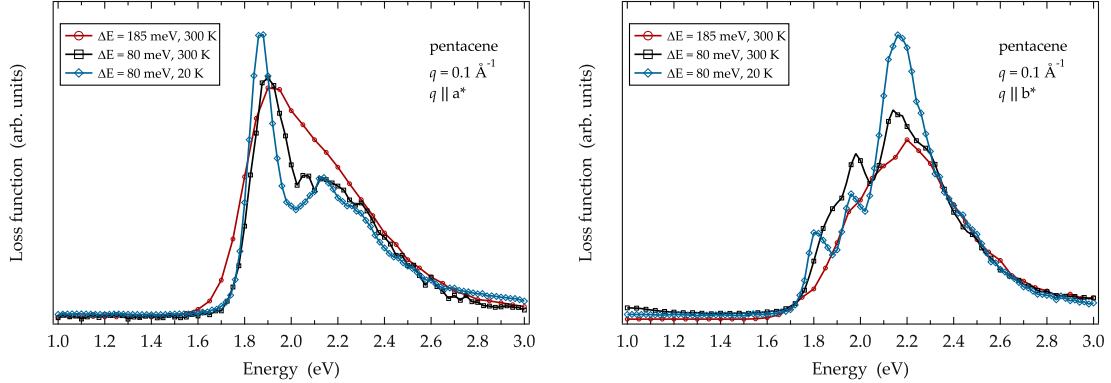 Loss function (arb. units)
ΔE = 185 meV, 300 K
ΔE = 80 meV, 300 K
ΔE = 80 meV, 20 K
pentacene
q = 0.1 Å⁻¹
q || a*
1.0 1.2 1.4 1.6 1.8 2.0 2.2 2.4 2.6 2.8 3.0
Energy (eV)
Loss function (arb. units)
ΔE = 185 meV, 300 K
ΔE = 80 meV, 300 K
ΔE = 80 meV, 20 K
pentacene
q = 0.1 Å⁻¹
q || b*
1.0 1.2 1.4 1.6 1.8 2.0 2.2 2.4 2.6 2.8 3.0
Energy (eV)